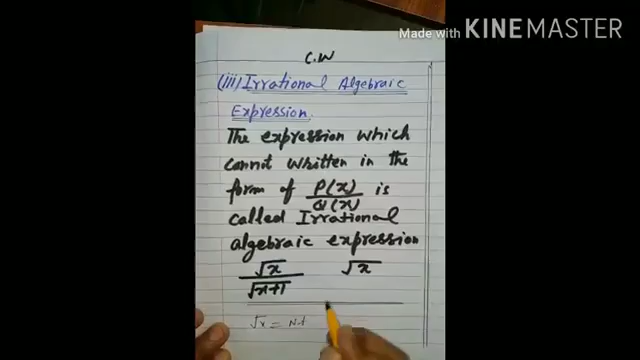 Made with KINEMASTER
C.W
(iii) Irrational Algebraic
Expression.
The expression which
cannot whritten in the
form of P(x)/Q(x) is
called Irrational
algebraic expression
√x/√x+1 √x
√x =